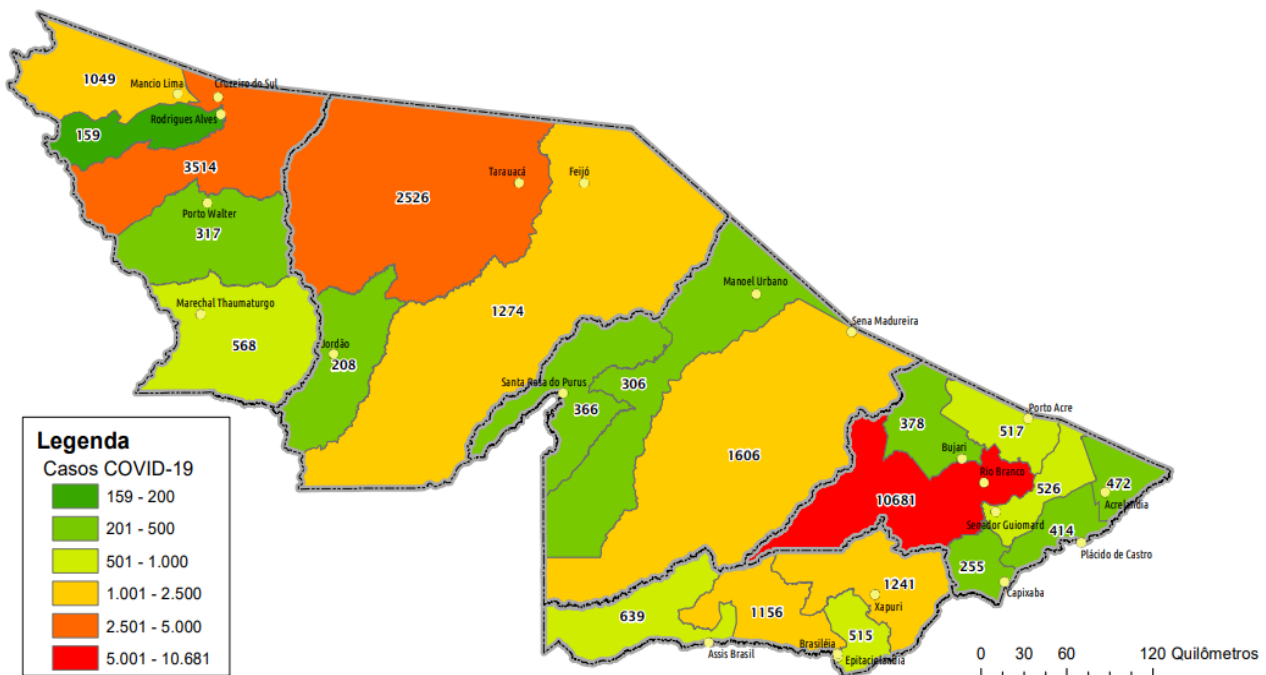 1049
Mancio Lima
Cruzeiro do Sul
Rodrigues Alves
159
3514
2526
Tarauacá
Feijó
Porto Walter
317
Manoel Urbano
Marechal Thaumaturgo
1274
Sena Madureira
568
Jordão
208
Santa Rosa do Purus
306
366
Porto Acre
378
517
Bujari
1606
Rio Branco
472
526
Acrelandia
10681
Senador Guiomard
414
Plácido de Castro
255
Capixaba
1241
Xapuri
639
1156
515
Brasiléia
Assis Brasil
Epitaciolandia
Legenda
Casos COVID-19
159 - 200
201 - 500
501 - 1.000
1.001 - 2.500
2.501 - 5.000
5.001 - 10.681
0 30 60 120 Quilômetros